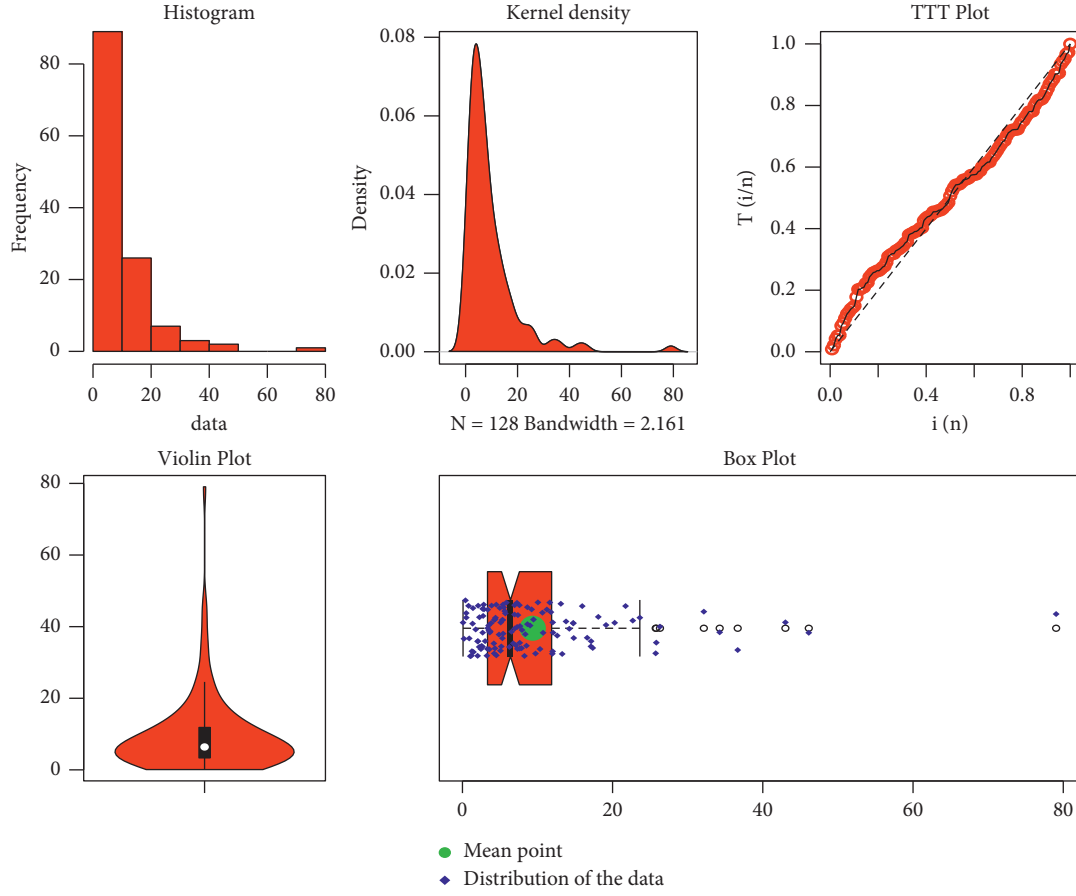 Histogram
Frequency
80
60
40
20
0
0 20 40 60 80
data
Kernel density
Density
0.08
0.06
0.04
0.02
0.00
0 20 40 60 80
N = 128 Bandwidth = 2.161
TTT Plot
T (i/n)
1.0
0.8
0.6
0.4
0.2
0.0
0.0 0.4 0.8
i (n)
Violin Plot
80
60
40
20
0
Box Plot
0 20 40 60 80
Mean point
Distribution of the data